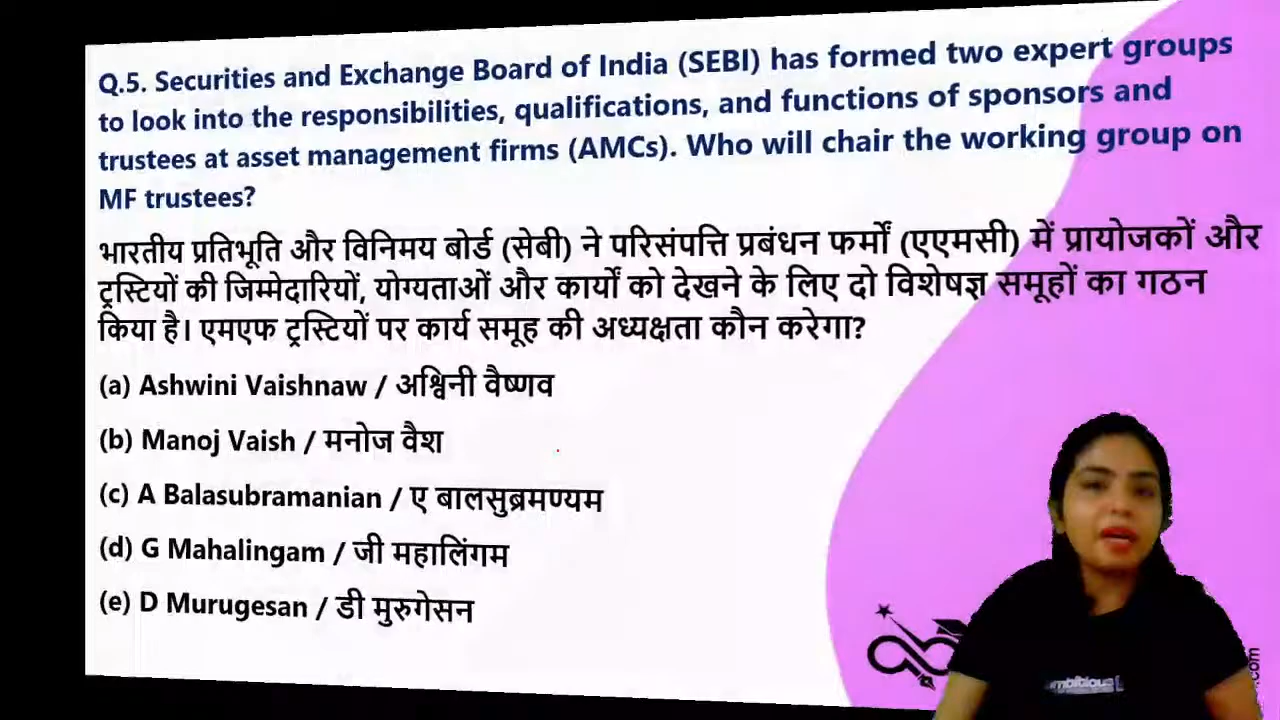 Q.5. Securities and Exchange Board of India (SEBI) has formed two expert groups
to look into the responsibilities, qualifications, and functions of sponsors and
trustees at asset management firms (AMCs). Who will chair the working group on
MF trustees?
भारतीय प्रतिभूति और विनिमय बोर्ड (सेबी) ने परिसंपत्ति प्रबंधन फर्मों (एएमसी) में प्रायोजकों और
ट्रस्टियों की जिम्मेदारियों, योग्यताओं और कार्यों को देखने के लिए दो विशेषज्ञ समूहों का गठन
किया है। एमएफ ट्रस्टियों पर कार्य समूह की अध्यक्षता कौन करेगा?
(a) Ashwini Vaishnaw / अश्विनी वैष्णव
(b) Manoj Vaish / मनोज वैश
(c) A Balasubramanian / ए बालसुब्रमण्यम
(d) G Mahalingam / जी महालिंगम
(e) D Murugesan / डी मुरुगेसन